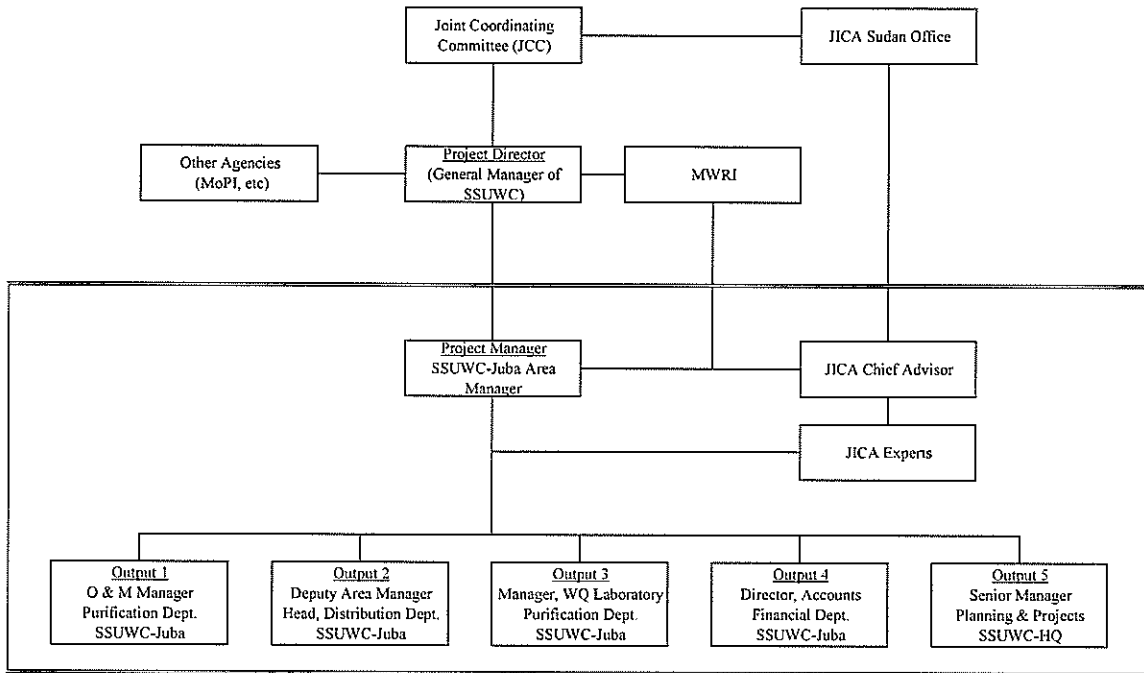 Joint Coordinating
Committee (JCC)
JICA Sudan Office
Other Agencies
(MoPI, etc)
Project Director
(General Manager of
SSUWC)
MWRI
Project Manager
SSUWC-Juba Area
Manager
JICA Chief Advisor
JICA Experts
Output 1
O & M Manager
Purification Dept.
SSUWC-Juba
Output 2
Deputy Area Manager
Head, Distribution Dept.
SSUWC-Juba
Output 3
Manager, WQ Laboratory
Purification Dept.
SSUWC-Juba
Output 4
Director, Accounts
Financial Dept.
SSUWC-Juba
Output 5
Senior Manager
Planning & Projects
SSUWC-HQ